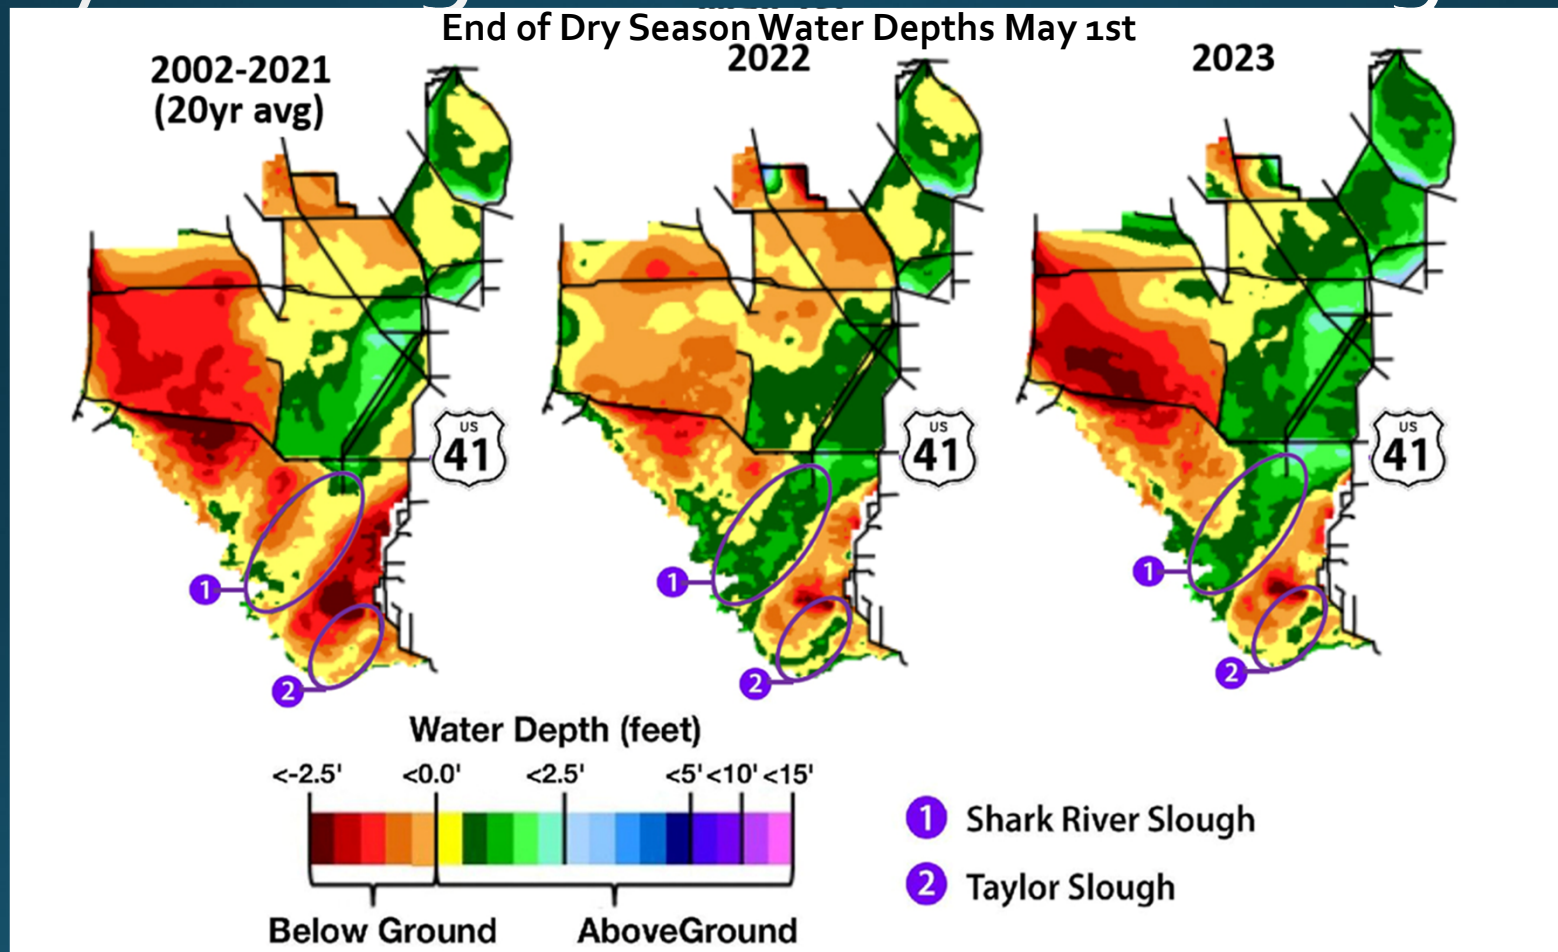 End of Dry Season Water Depths May 1st
2002-2021
(20yr avg)
2022
2023
US
41
US
41
US
41
1
1
1
2
2
2
Water Depth (feet)
<-2.5' <0.0' <2.5' <5' <10' <15'
Below Ground AboveGround
1 Shark River Slough
2 Taylor Slough